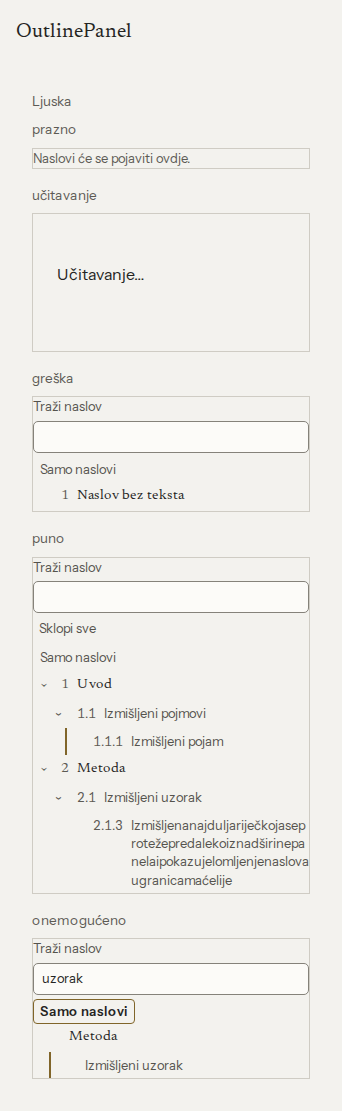 OutlinePanel
Ljuska
prazno
Naslovi će se pojaviti ovdje.
učitavanje
Učitavanje…
greška
Traži naslov
Samo naslovi
1 Naslov bez teksta
puno
Traži naslov
Sklopi sve
Samo naslovi
1 Uvod
1.1 Izmišljeni pojmovi
1.1.1 Izmišljeni pojam
2 Metoda
2.1 Izmišljeni uzorak
2.1.3 Izmišljenanajduljariječkojasep
rotežepredalekoiznadširinepa
nelaipokazujelomljenjenaslova
ugranicamaćelije
onemogućeno
Traži naslov
uzorak
Samo naslovi
Metoda
Izmišljeni uzorak